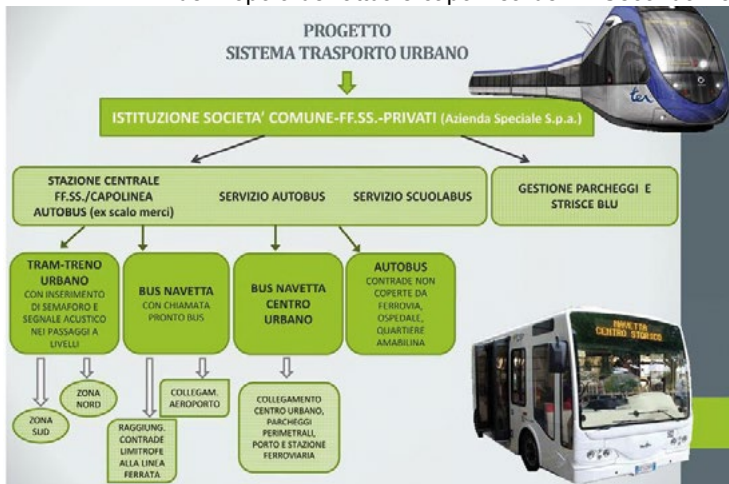 PROGETTO
SISTEMA TRASPORTO URBANO
ISTITUZIONE SOCIETA' COMUNE-FF.SS.-PRIVATI (Azienda Speciale S.p.a.)
STAZIONE CENTRALE
FF.SS./CAPOLINEA
AUTOBUS (ex scalo merci)
SERVIZIO AUTOBUS
SERVIZIO SCUOLABUS
GESTIONE PARCHEGGI E
STRISCE BLU
TRAM-TRENO
URBANO
CON INSERIMENTO
DI SEMAFORO E
SEGNALE ACUSTICO
NEI PASSAGGI A
LIVELLI
BUS NAVETTA
CON CHIAMATA
PRONTO BUS
BUS NAVETTA
CENTRO
URBANO
AUTOBUS
CONTRADE NON
COPERTE DA
FERROVIA,
OSPEDALE,
QUARTIERE
AMABILINA
ZONA
SUD
ZONA
NORD
RAGGIUNG.
CONTRADE
LIMITROFE
ALLA LINEA
FERRATA
COLLEGAM.
AEROPORTO
COLLEGAMENTO
CENTRO URBANO,
PARCHEGGI
PERIMETRALI,
PORTO E STAZIONE
FERROVIARIA
ter
NAVETTA
CENTRO STORICO